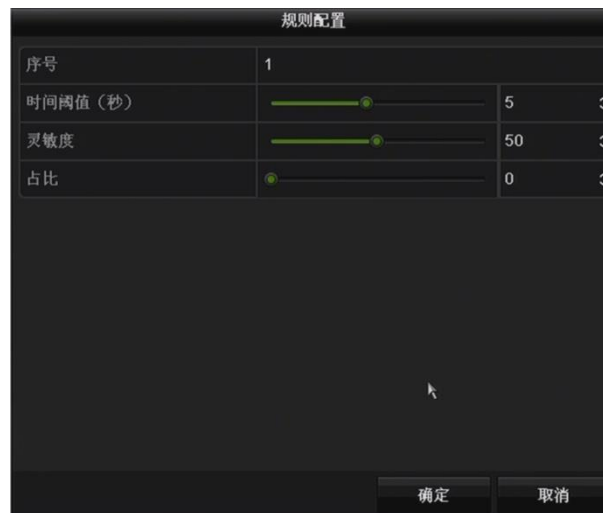 规则配置
序号 1
时间阈值（秒） 5
灵敏度 50
占比 0
确定 取消